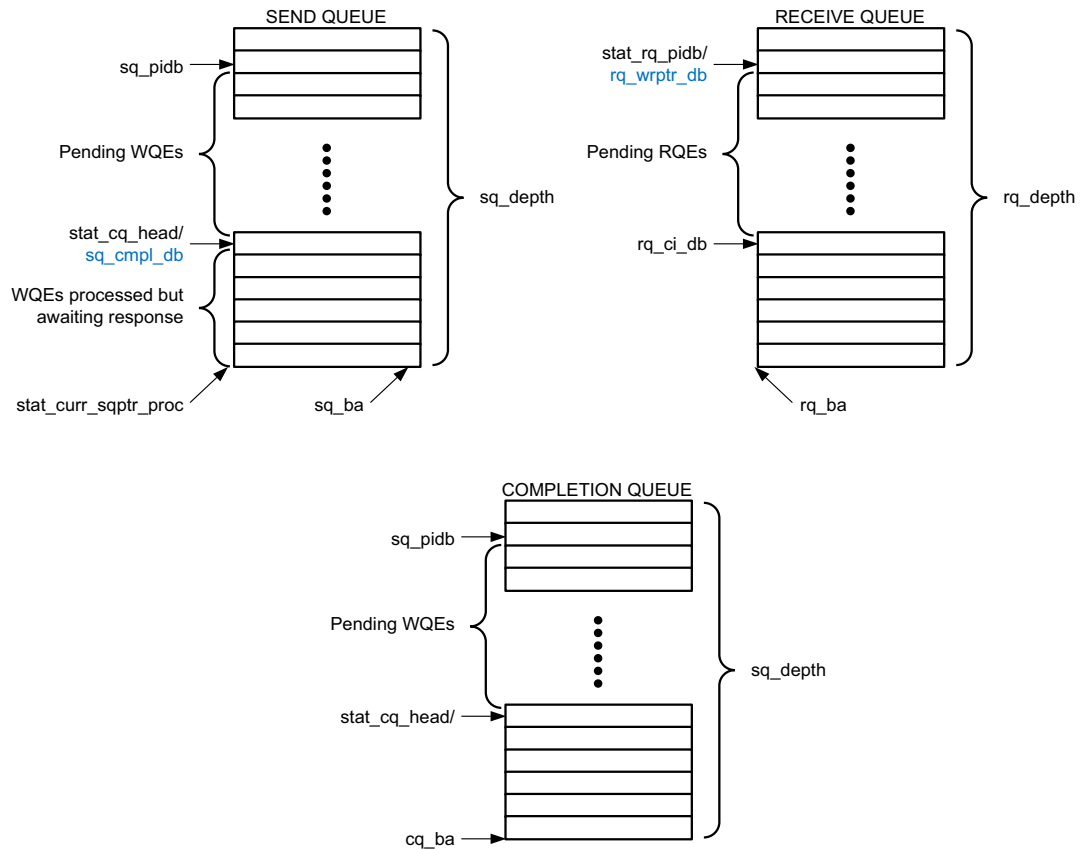 SEND QUEUE
sq_pidb
Pending WQEs
sq_depth
stat_cq_head/
sq_cmpl_db
WQEs processed but
awaiting response
stat_curr_sqptr_proc
sq_ba
RECEIVE QUEUE
stat_rq_pidb/
rq_wrptr_db
Pending RQEs
rq_depth
rq_ci_db
rq_ba
COMPLETION QUEUE
sq_pidb
Pending WQEs
sq_depth
stat_cq_head/
cq_ba